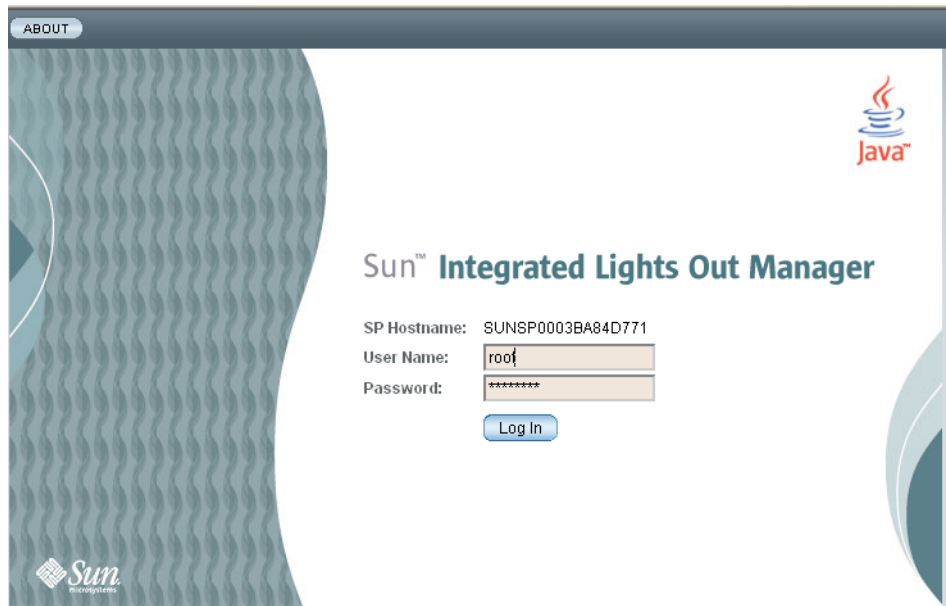 ABOUT
Java™
Sun™ Integrated Lights Out Manager
SP Hostname: SUNSP0003BA84D771
User Name: root
Password: ********
Log In
Sun
microsystems